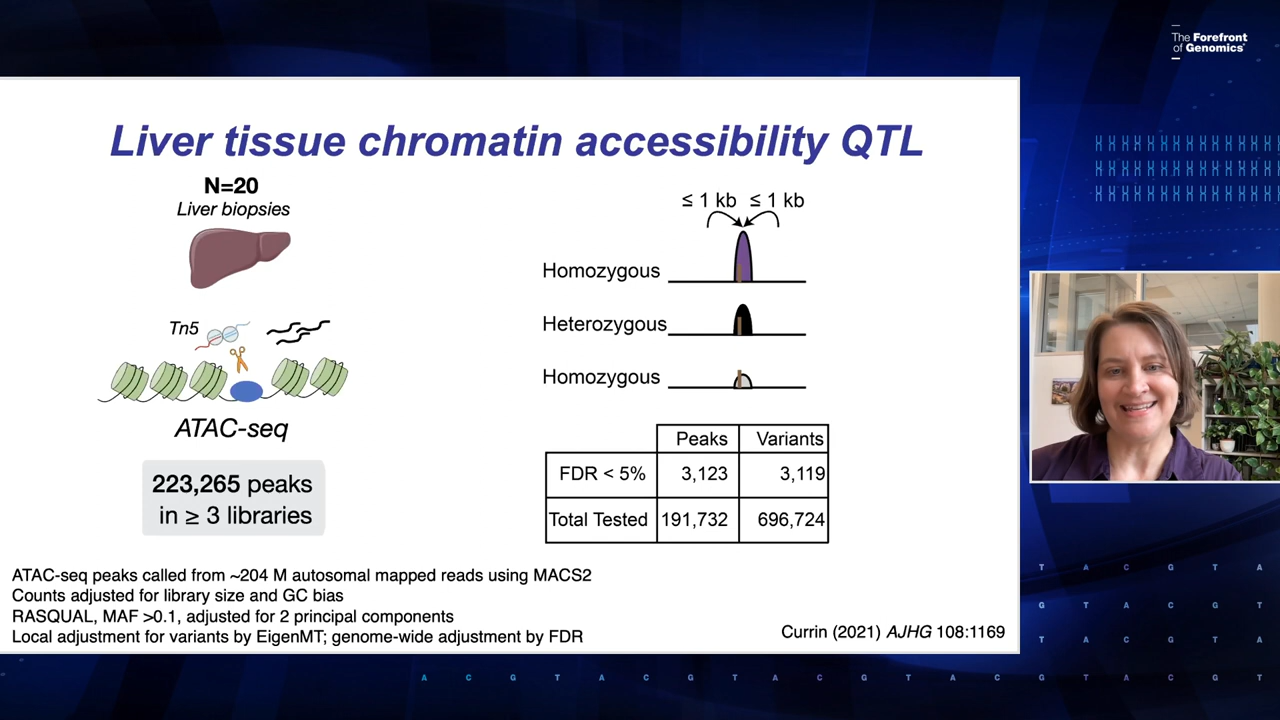 The Forefront
of Genomics
Liver tissue chromatin accessibility QTL
N=20
Liver biopsies
Tn5
ATAC-seq
223,265 peaks
in ≥ 3 libraries
≤ 1 kb ≤ 1 kb
Homozygous
Heterozygous
Homozygous
Peaks Variants
FDR < 5% 3,123 3,119
Total Tested 191,732 696,724
ATAC-seq peaks called from ~204 M autosomal mapped reads using MACS2
Counts adjusted for library size and GC bias
RASQUAL, MAF >0.1, adjusted for 2 principal components
Local adjustment for variants by EigenMT; genome-wide adjustment by FDR
Currin (2021) AJHG 108:1169
T A C G T A
G T A C G T
T A C G T A
A C G T A C G T A C G T A C G T A C G T